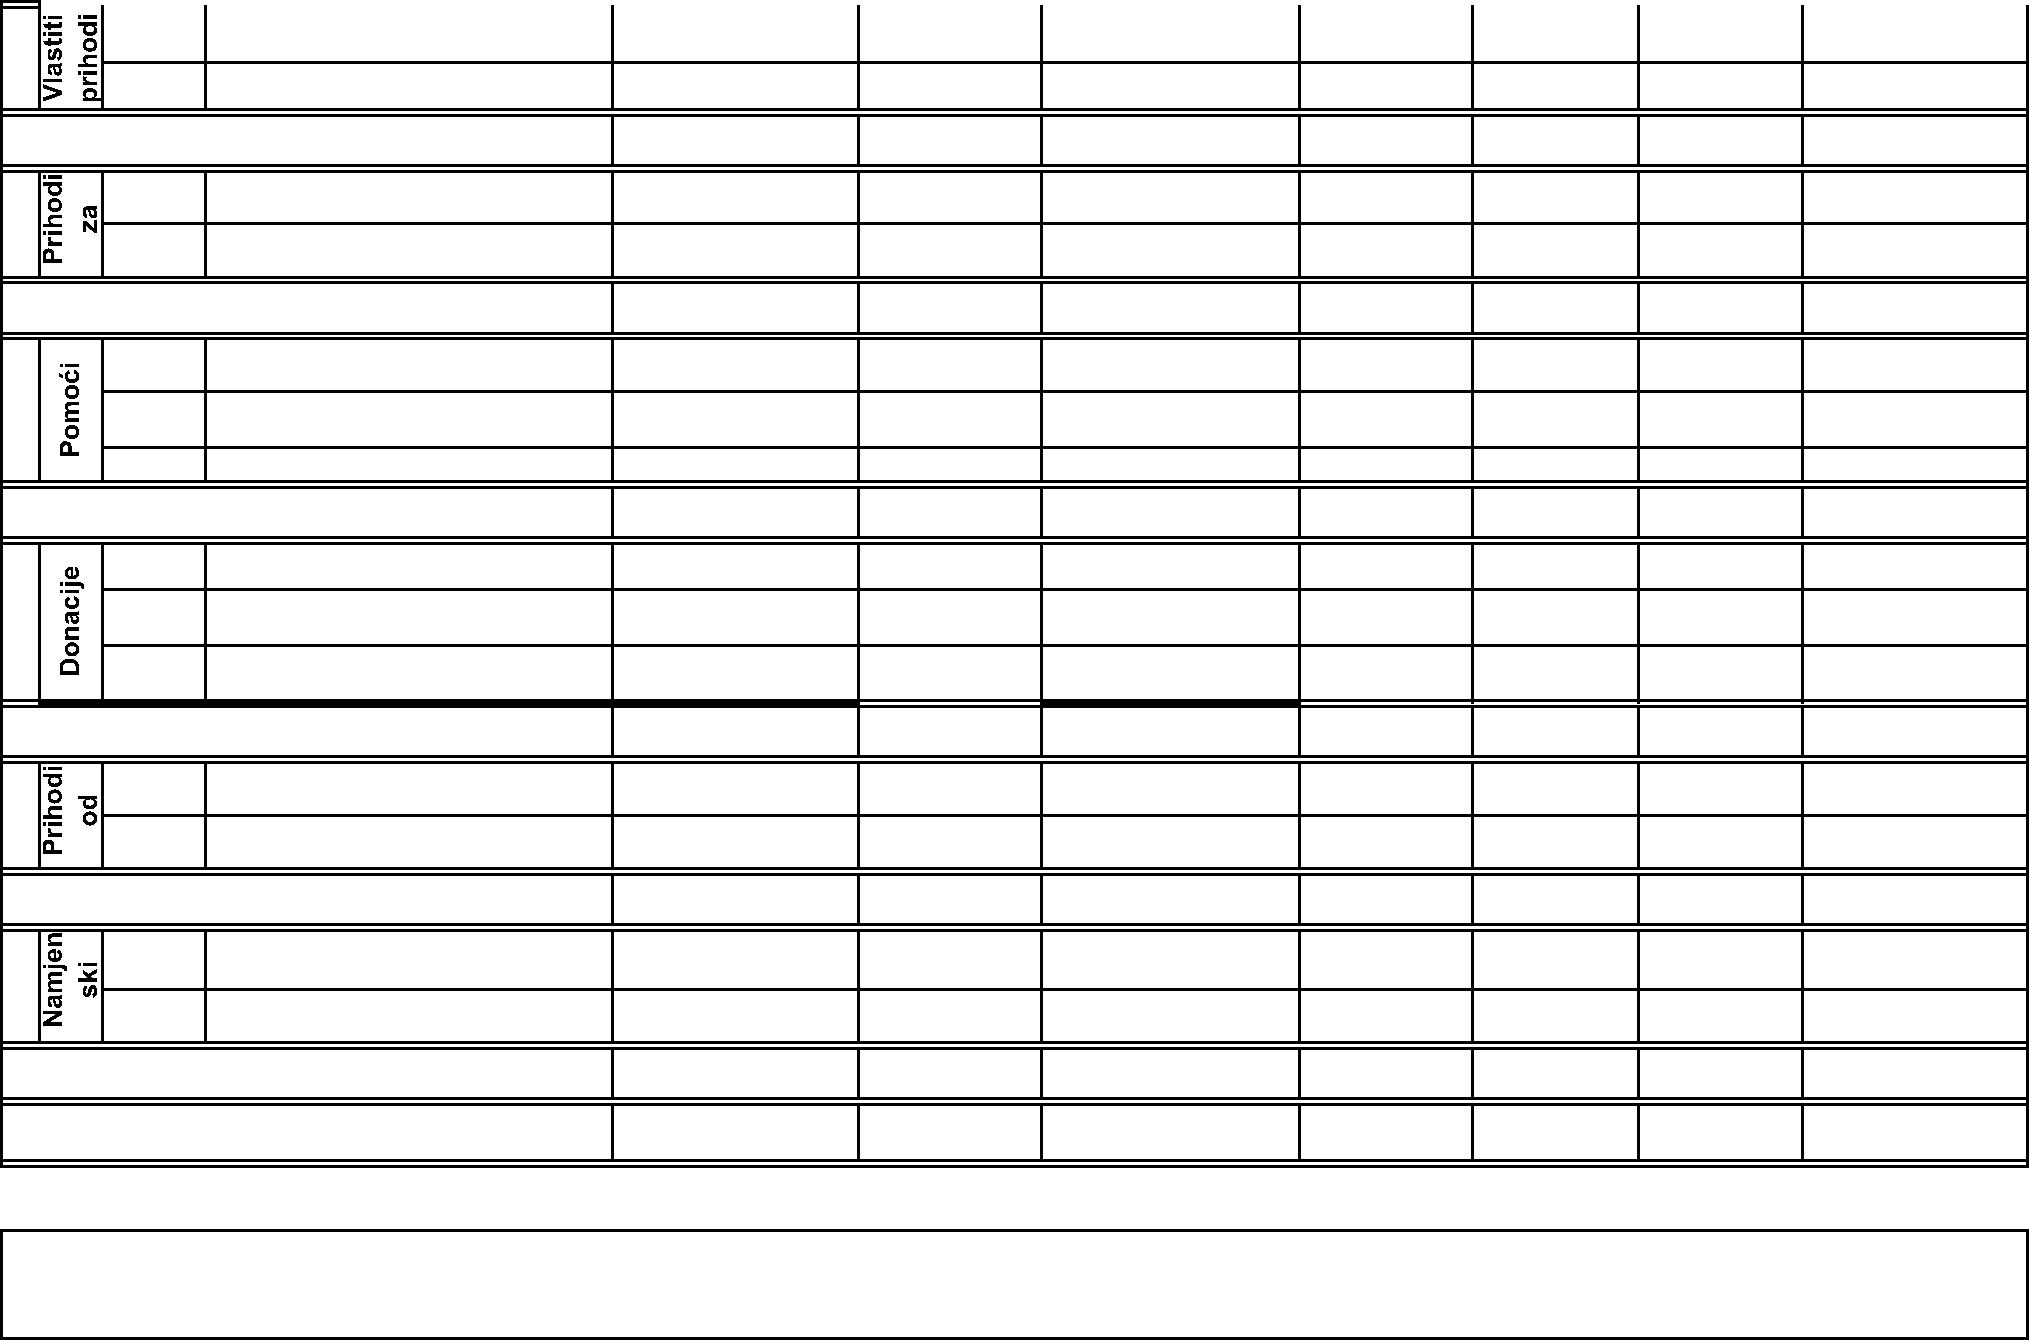 Vlastiti
prihodi
Prihodi
za
Pomoći
Donacije
Prihodi
od
Namjen
ski